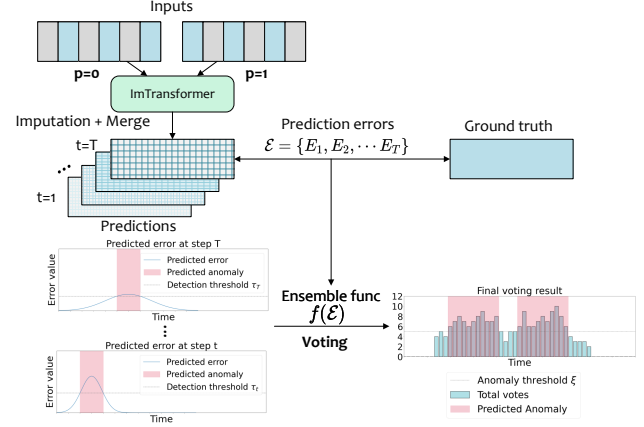 Inputs
p=0
p=1
ImTransformer
Imputation + Merge
t=T
t=1
Predictions
Prediction errors
ℰ = {E₁, E₂, ⋯ E_T}
Ground truth
Predicted error at step T
Error value
Predicted error
Predicted anomaly
Detection threshold τ_T
Time
Predicted error at step t
Error value
Predicted error
Predicted anomaly
Detection threshold τ_t
Time
Ensemble func
f(ℰ)
Voting
Final voting result
12
10
8
6
4
2
0
Time
Anomaly threshold ξ
Total votes
Predicted Anomaly